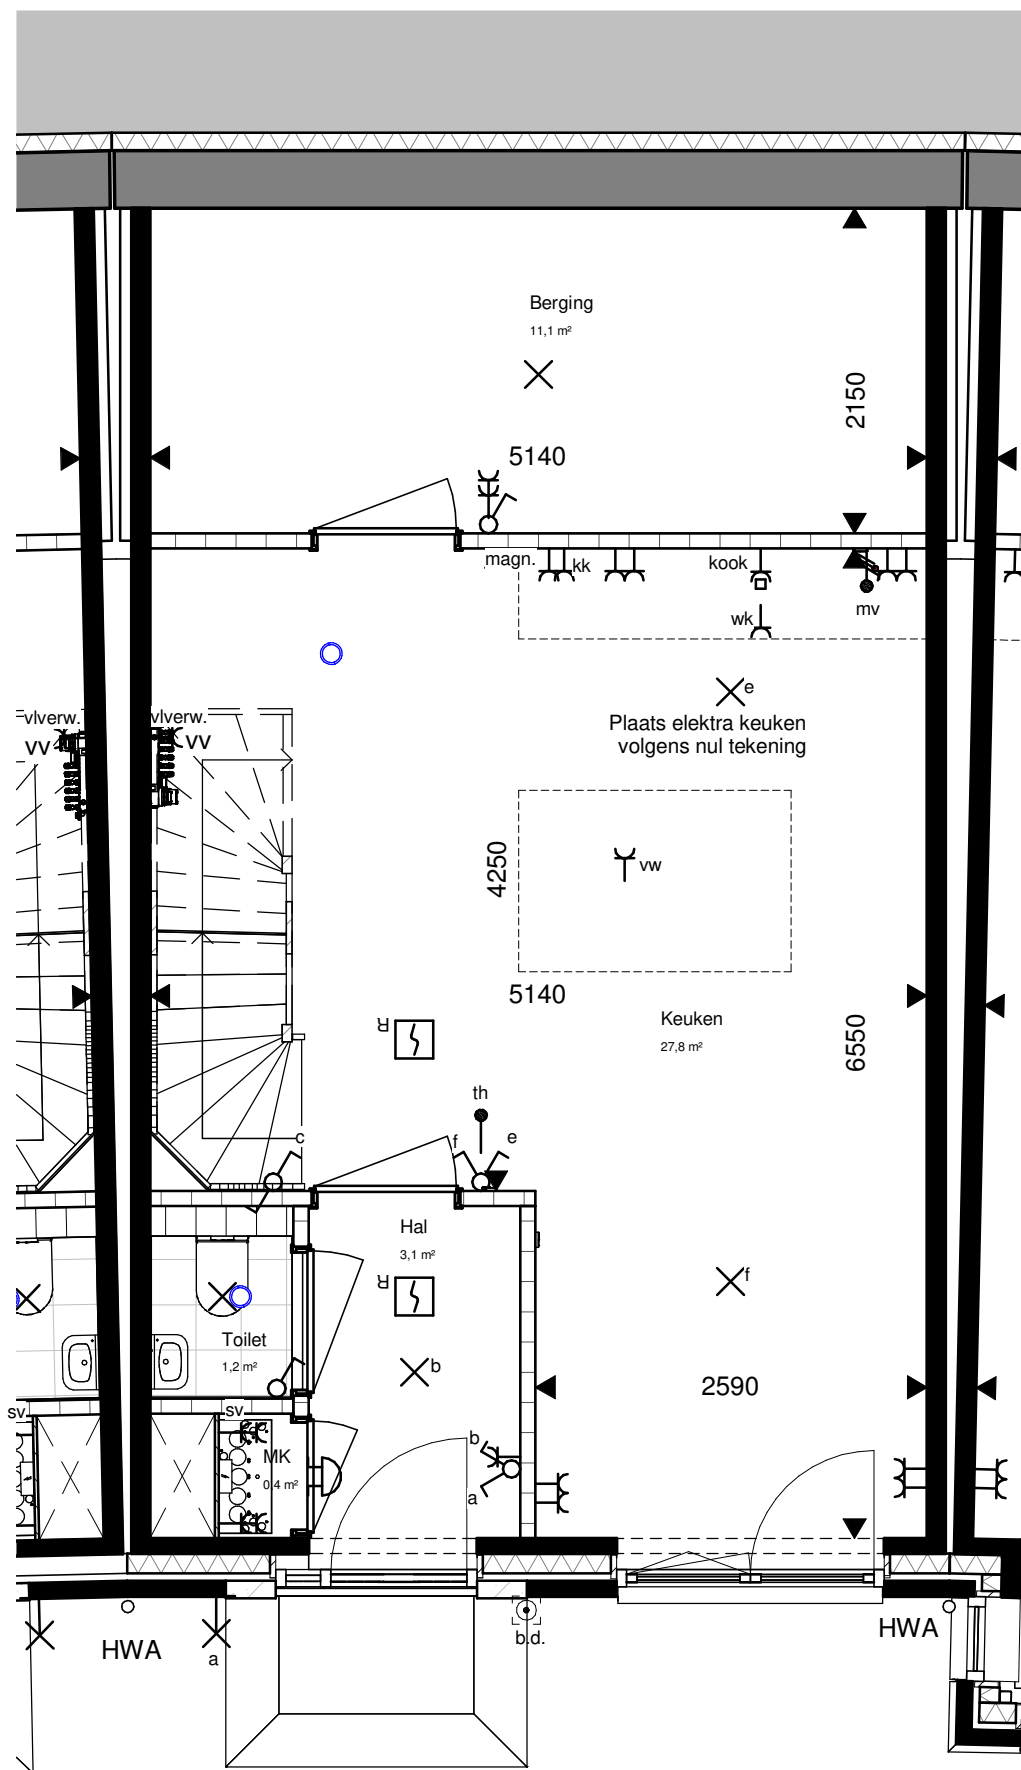 Berging
11,1 m²
2150
5140
magn.
kk
kook
mv
wk
e
Plaats elektra keuken
volgens nul tekening
vlverw.
vlverw.
VV
VV
4250
vw
5140
Keuken
27,8 m²
6550
R
th
c
f
e
Hal
3,1 m²
R
f
Toilet
1,2 m²
b
2590
sv
sv
MK
0,4 m²
b
a
HWA
a
b.d.
HWA